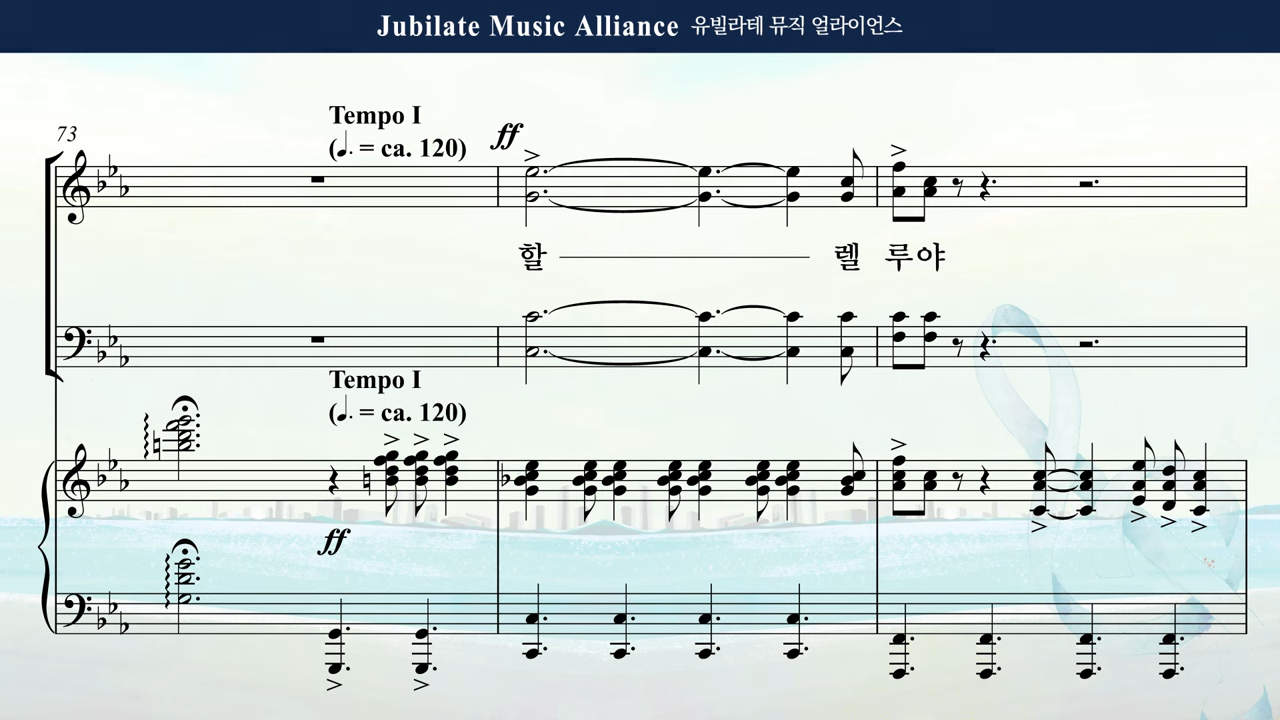 Jubilate Music Alliance 유빌라테 뮤직 얼라이언스
73
Tempo I
(♩. = ca. 120)
ff
할 렐 루야
Tempo I
(♩. = ca. 120)
ff